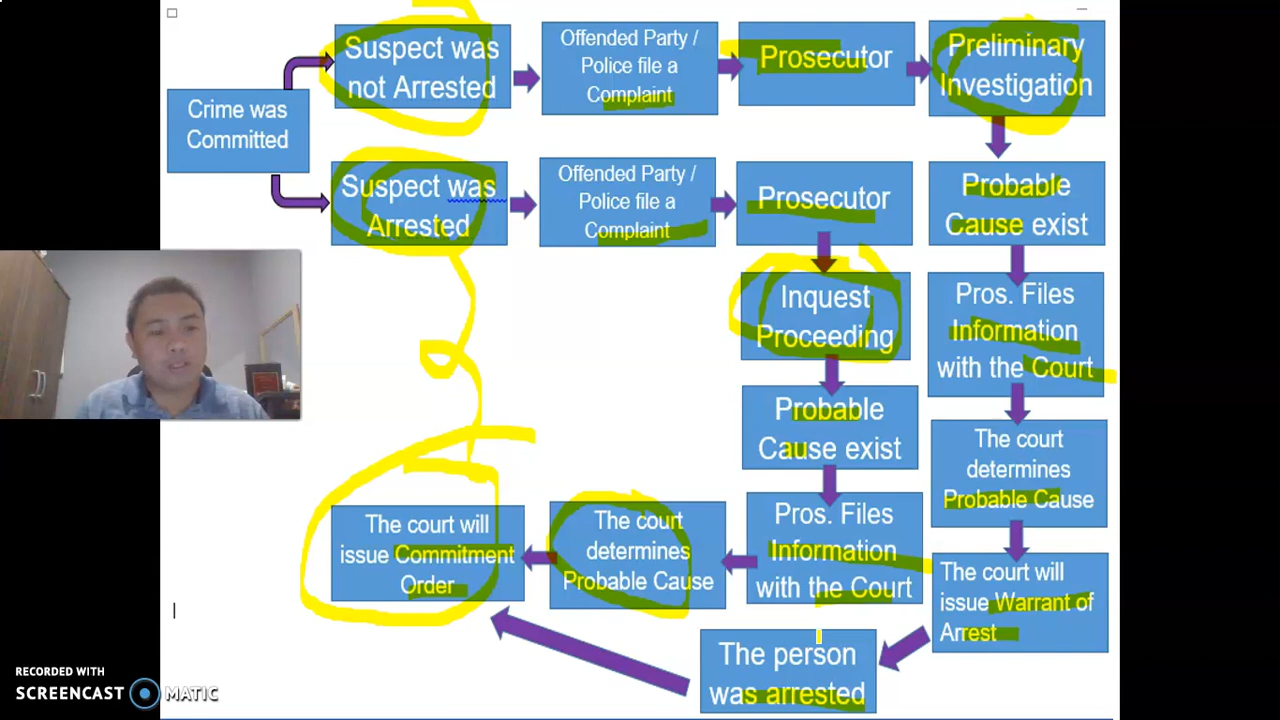 Crime was
Committed
Suspect was
not Arrested
Offended Party /
Police file a
Complaint
Prosecutor
Preliminary
Investigation
Suspect was
Arrested
Offended Party /
Police file a
Complaint
Prosecutor
Probable
Cause exist
Inquest
Proceeding
Pros. Files
Information
with the Court
Probable
Cause exist
The court
determines
Probable Cause
Pros. Files
Information
with the Court
The court
determines
Probable Cause
The court will
issue Commitment
Order
The court will
issue Warrant of
Arrest
The person
was arrested
RECORDED WITH
SCREENCAST MATIC